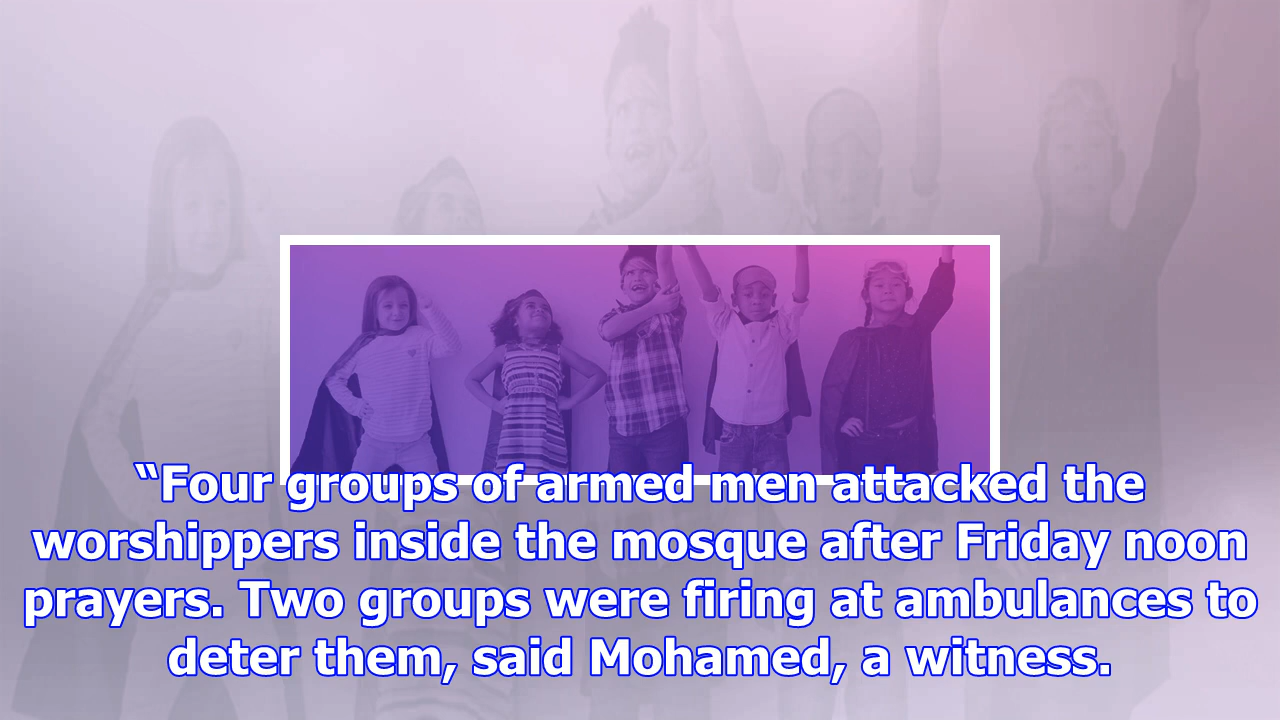 “Four groups of armed men attacked the
worshippers inside the mosque after Friday noon
prayers. Two groups were firing at ambulances to
deter them, said Mohamed, a witness.